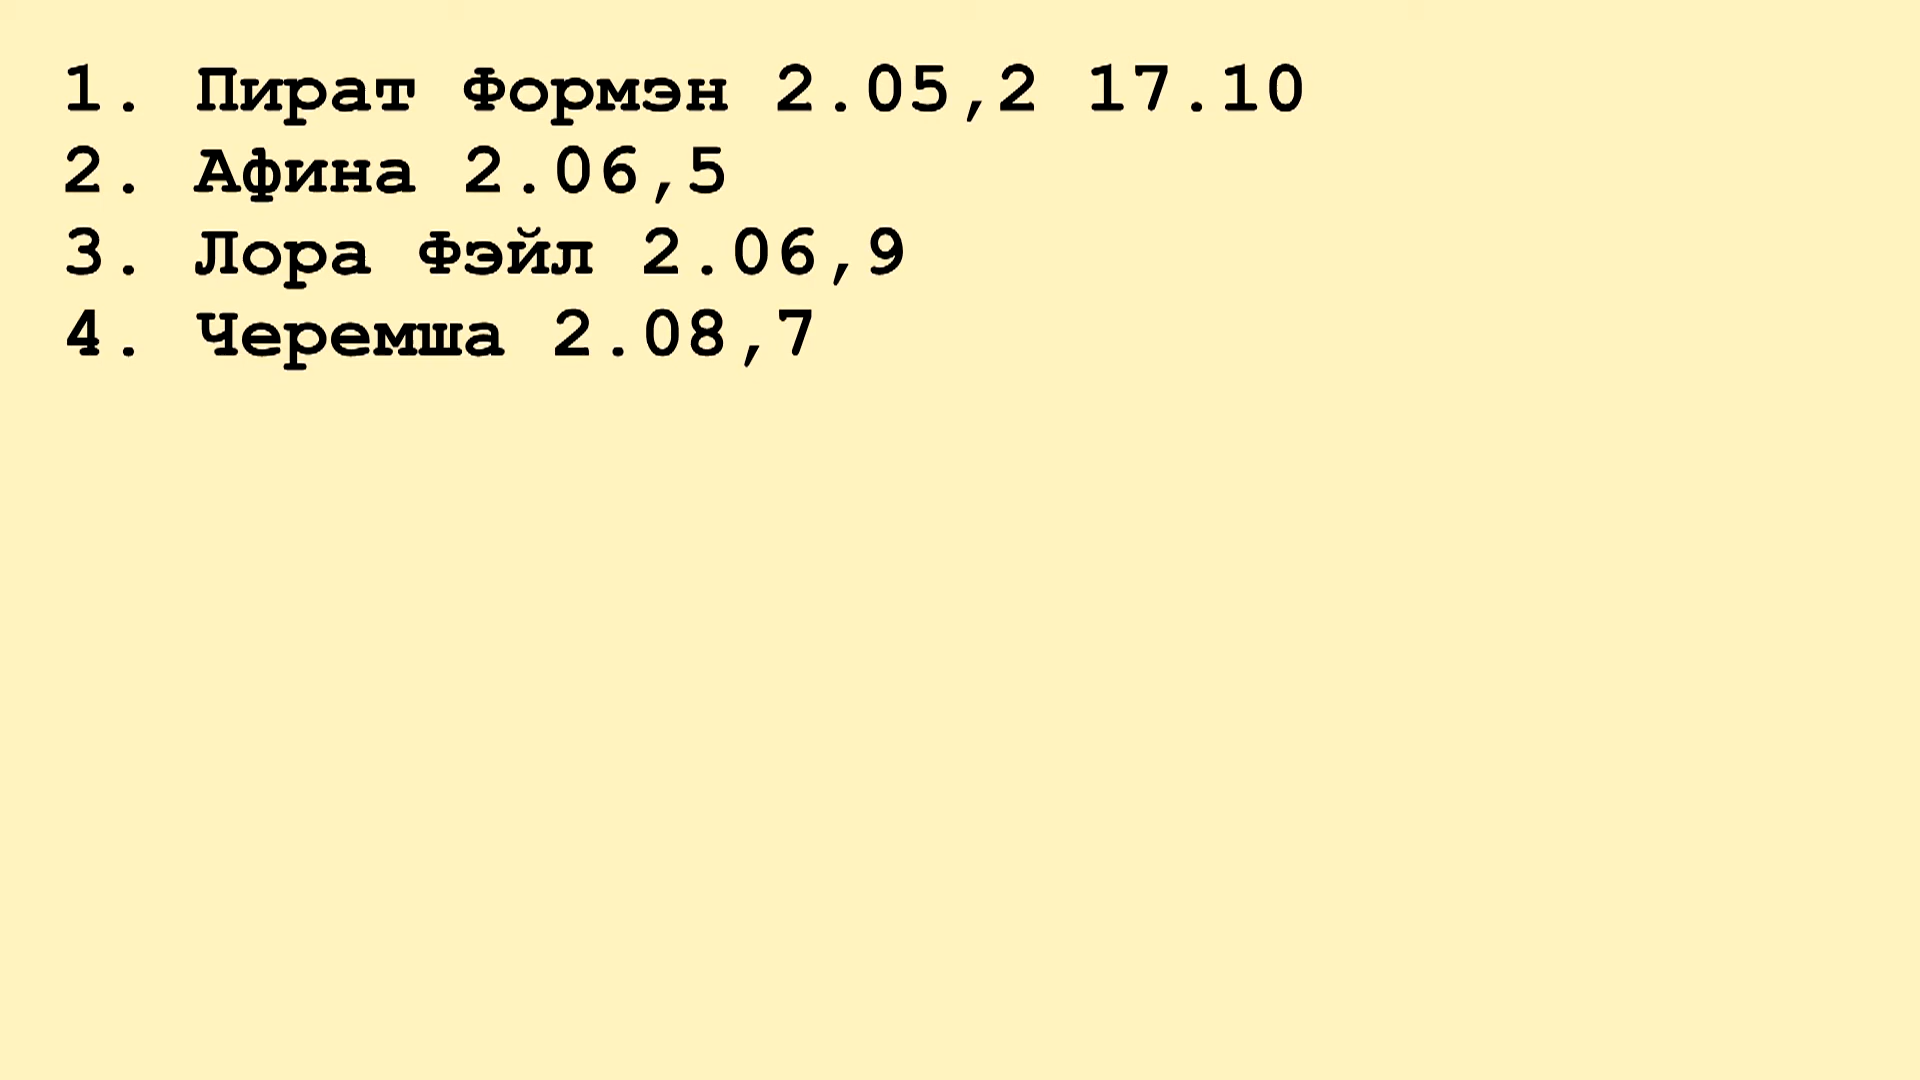 1. Пират Формэн 2.05,2 17.10
2. Афина 2.06,5
3. Лора Фэйл 2.06,9
4. Черемша 2.08,7